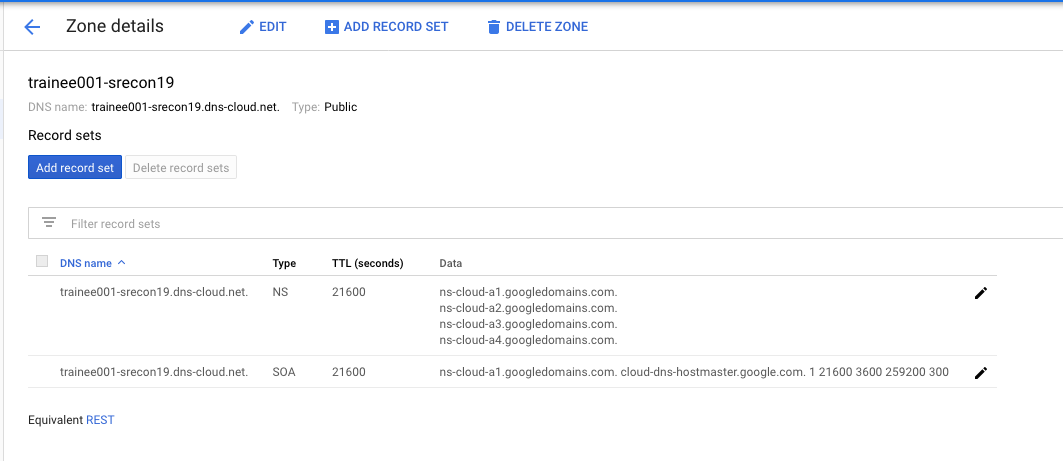 Zone details EDIT ADD RECORD SET DELETE ZONE
trainee001-srecon19
DNS name: trainee001-srecon19.dns-cloud.net. Type: Public
Record sets
Add record set Delete record sets
Filter record sets
DNS name Type TTL (seconds) Data
trainee001-srecon19.dns-cloud.net. NS 21600 ns-cloud-a1.googledomains.com.
ns-cloud-a2.googledomains.com.
ns-cloud-a3.googledomains.com.
ns-cloud-a4.googledomains.com.
trainee001-srecon19.dns-cloud.net. SOA 21600 ns-cloud-a1.googledomains.com. cloud-dns-hostmaster.google.com. 1 21600 3600 259200 300
Equivalent REST